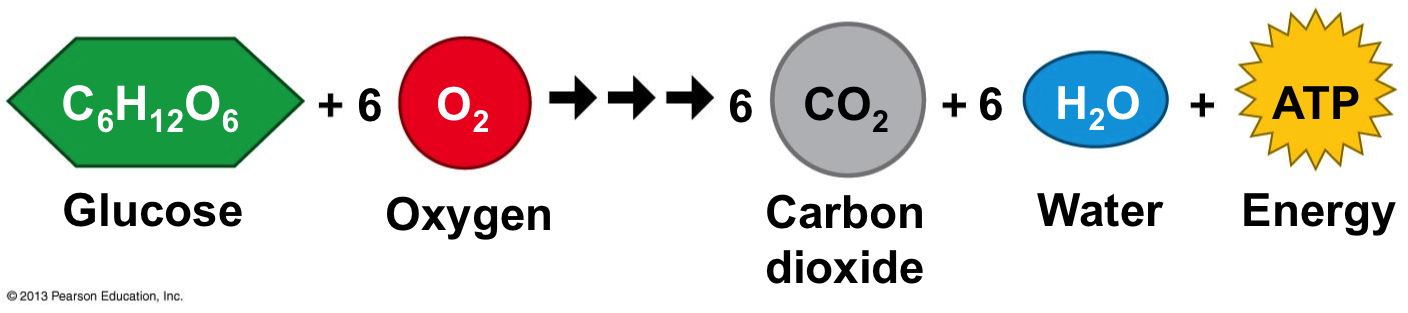 C₆H₁₂O₆ + 6 O₂ 6 CO₂ + 6 H₂O + ATP
Glucose Oxygen Carbon dioxide Water Energy
© 2013 Pearson Education, Inc.